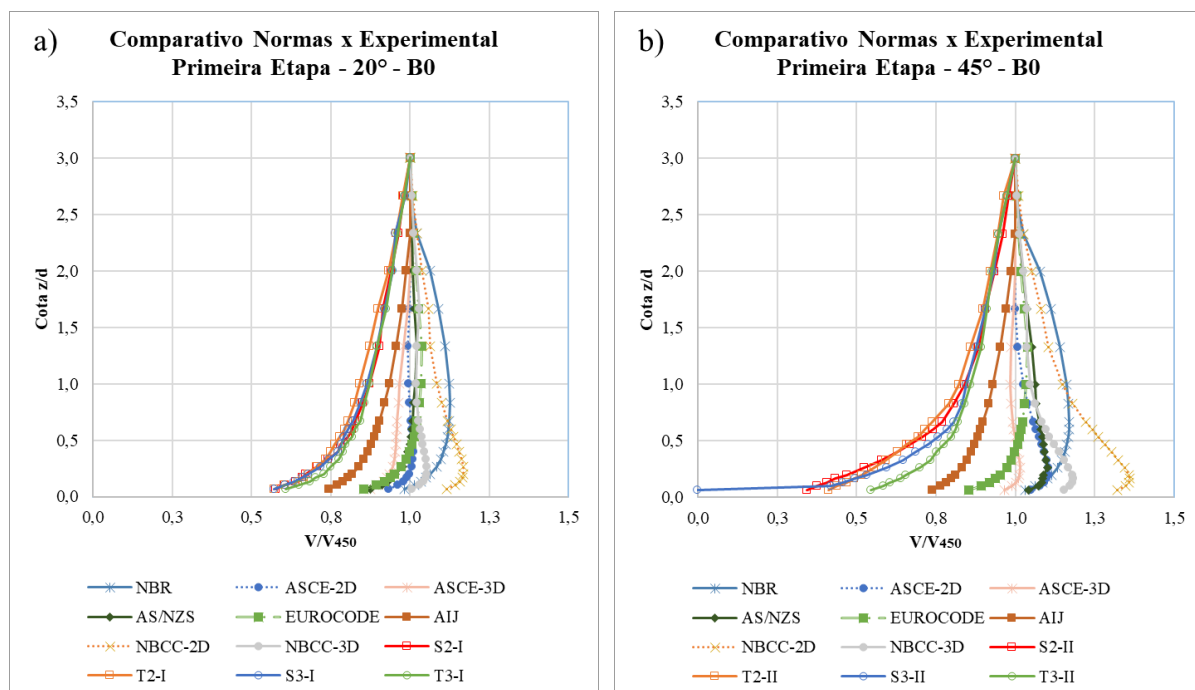 a)
Comparativo Normas x Experimental
Primeira Etapa - 20° - B0
3,5
3,0
2,5
2,0
1,5
1,0
0,5
0,0
Cota z/d
0,0 0,3 0,5 0,8 1,0 1,3 1,5
V/V450
NBR ASCE-2D ASCE-3D
AS/NZS EUROCODE AIJ
NBCC-2D NBCC-3D S2-I
T2-I S3-I T3-I
b)
Comparativo Normas x Experimental
Primeira Etapa - 45° - B0
3,5
3,0
2,5
2,0
1,5
1,0
0,5
0,0
Cota z/d
0,0 0,3 0,5 0,8 1,0 1,3 1,5
V/V450
NBR ASCE-2D ASCE-3D
AS/NZS EUROCODE AIJ
NBCC-2D NBCC-3D S2-II
T2-II S3-II T3-II